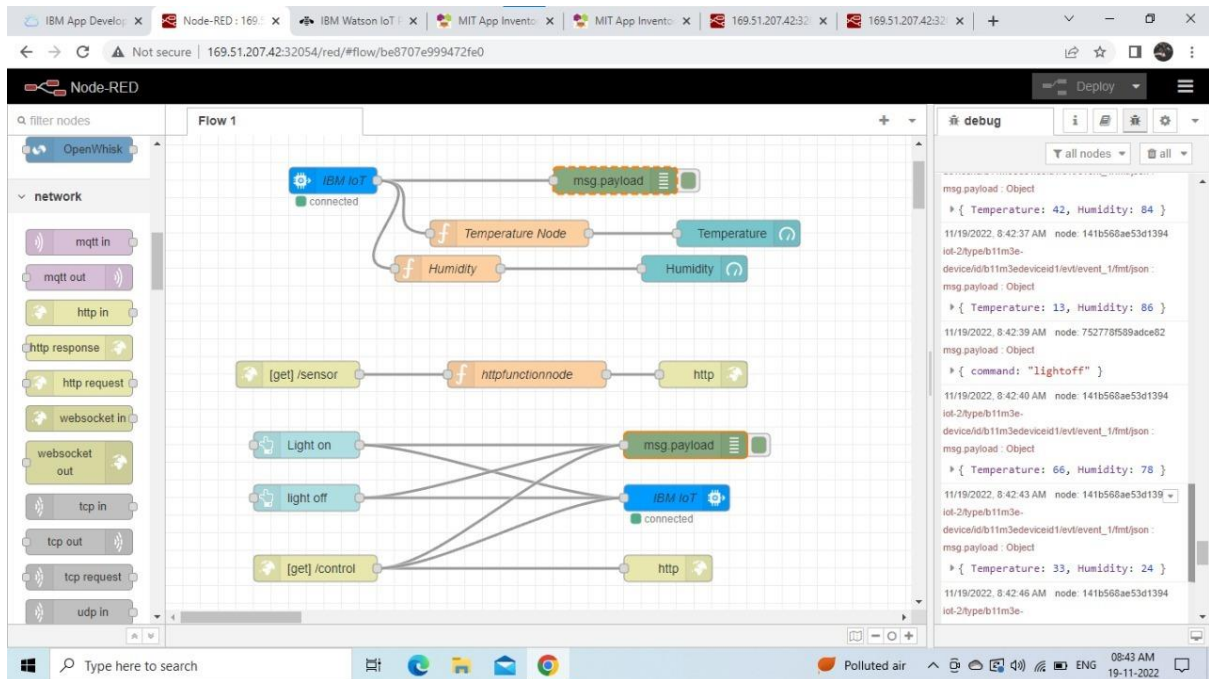 IBM App Develop
Node-RED : 169.5
IBM Watson IoT P
MIT App Invento
MIT App Invento
169.51.207.42:32
169.51.207.42:32
Not secure | 169.51.207.42:32054/red/#flow/be8707e999472fe0
Node-RED
Deploy
filter nodes
OpenWhisk
network
mqtt in
mqtt out
http in
http response
http request
websocket in
websocket
out
tcp in
tcp out
tcp request
udp in
Flow 1
IBM IoT
connected
msg.payload
Temperature Node
Temperature
Humidity
Humidity
[get] /sensor
httpfunctionnode
http
Light on
msg.payload
light off
IBM IoT
connected
[get] /control
http
debug
all nodes
all
msg.payload : Object
{ Temperature: 42, Humidity: 84 }
11/19/2022, 8:42:37 AM node: 141b568ae53d1394
iot-2/type/b11m3e-
device/id/b11m3edeviceid1/evt/event_1/fmt/json :
msg.payload : Object
{ Temperature: 13, Humidity: 86 }
11/19/2022, 8:42:39 AM node: 752778f589adce82
msg.payload : Object
{ command: "lightoff" }
11/19/2022, 8:42:40 AM node: 141b568ae53d1394
iot-2/type/b11m3e-
device/id/b11m3edeviceid1/evt/event_1/fmt/json :
msg.payload : Object
{ Temperature: 66, Humidity: 78 }
11/19/2022, 8:42:43 AM node: 141b568ae53d139
iot-2/type/b11m3e-
device/id/b11m3edeviceid1/evt/event_1/fmt/json :
msg.payload : Object
{ Temperature: 33, Humidity: 24 }
11/19/2022, 8:42:46 AM node: 141b568ae53d1394
iot-2/type/b11m3e-
Type here to search
Polluted air
ENG
08:43 AM
19-11-2022